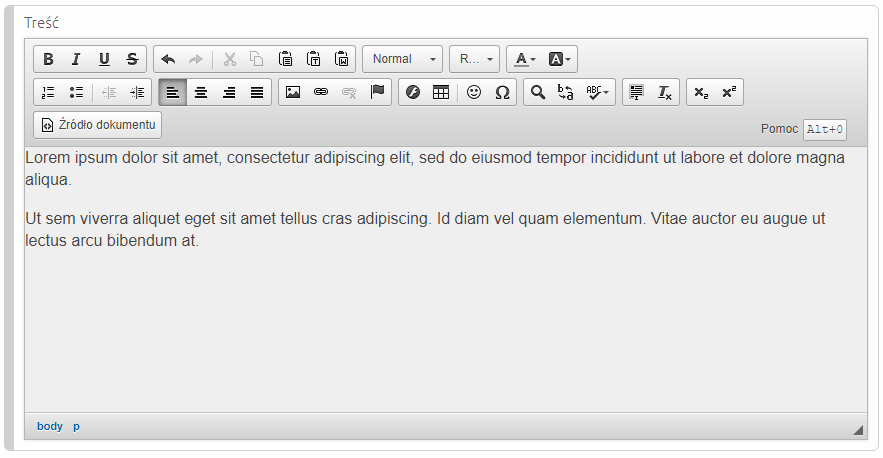 Treść
B I U S Normal R... A A
ABC Ω
Źródło dokumentu Pomoc Alt+0
Lorem ipsum dolor sit amet, consectetur adipiscing elit, sed do eiusmod tempor incididunt ut labore et dolore magna
aliqua.
Ut sem viverra aliquet eget sit amet tellus cras adipiscing. Id diam vel quam elementum. Vitae auctor eu augue ut
lectus arcu bibendum at.
body p